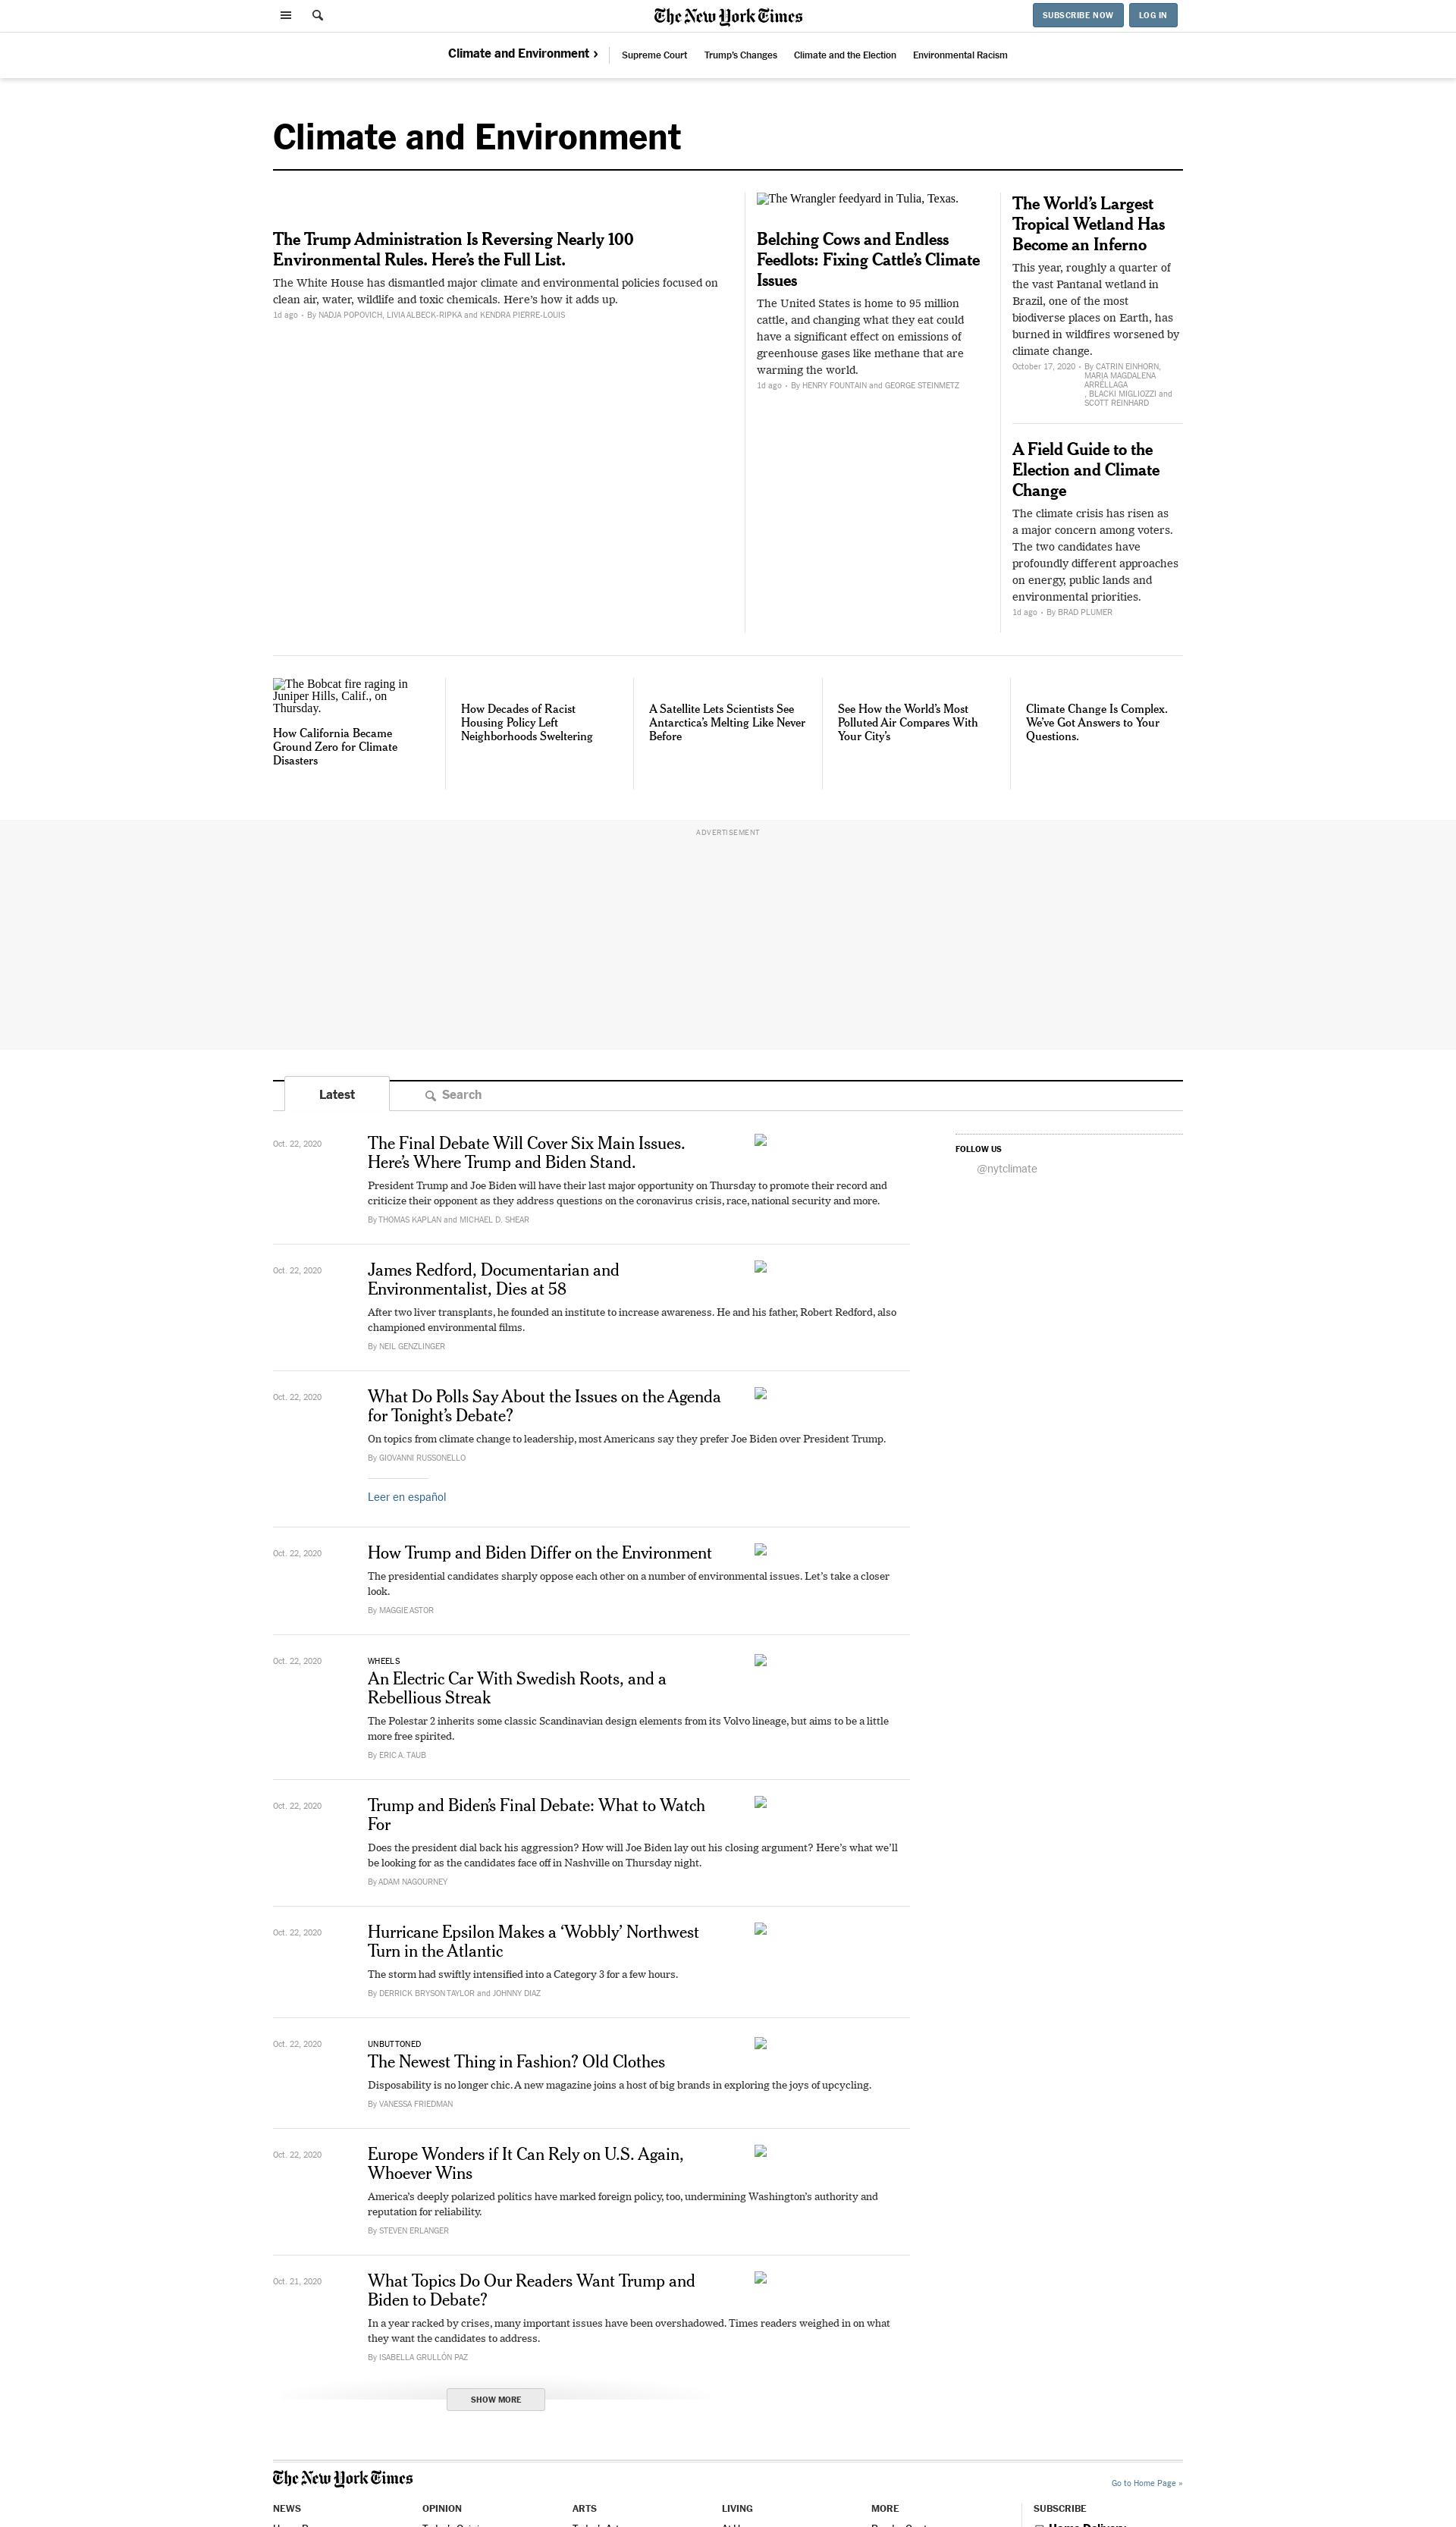 The New York Times
SUBSCRIBE NOW
LOG IN
Climate and Environment ›
Supreme Court
Trump's Changes
Climate and the Election
Environmental Racism
Climate and Environment
The Trump Administration Is Reversing Nearly 100
Environmental Rules. Here's the Full List.
The White House has dismantled major climate and environmental policies focused on
clean air, water, wildlife and toxic chemicals. Here's how it adds up.
1d ago • By NADJA POPOVICH, LIVIA ALBECK-RIPKA and KENDRA PIERRE-LOUIS
The Wrangler feedyard in Tulia, Texas.
Belching Cows and Endless
Feedlots: Fixing Cattle's Climate
Issues
The United States is home to 95 million
cattle, and changing what they eat could
have a significant effect on emissions of
greenhouse gases like methane that are
warming the world.
1d ago • By HENRY FOUNTAIN and GEORGE STEINMETZ
The World's Largest
Tropical Wetland Has
Become an Inferno
This year, roughly a quarter of
the vast Pantanal wetland in
Brazil, one of the most
biodiverse places on Earth, has
burned in wildfires worsened by
climate change.
October 17, 2020 • By CATRIN EINHORN,
MARIA MAGDALENA
ARRÉLLAGA
, BLACKI MIGLIOZZI and
SCOTT REINHARD
A Field Guide to the
Election and Climate
Change
The climate crisis has risen as
a major concern among voters.
The two candidates have
profoundly different approaches
on energy, public lands and
environmental priorities.
1d ago • By BRAD PLUMER
The Bobcat fire raging in
Juniper Hills, Calif., on
Thursday.
How California Became
Ground Zero for Climate
Disasters
How Decades of Racist
Housing Policy Left
Neighborhoods Sweltering
A Satellite Lets Scientists See
Antarctica's Melting Like Never
Before
See How the World's Most
Polluted Air Compares With
Your City's
Climate Change Is Complex.
We've Got Answers to Your
Questions.
ADVERTISEMENT
Latest
Search
Oct. 22, 2020
The Final Debate Will Cover Six Main Issues.
Here's Where Trump and Biden Stand.
President Trump and Joe Biden will have their last major opportunity on Thursday to promote their record and
criticize their opponent as they address questions on the coronavirus crisis, race, national security and more.
By THOMAS KAPLAN and MICHAEL D. SHEAR
FOLLOW US
@nytclimate
Oct. 22, 2020
James Redford, Documentarian and
Environmentalist, Dies at 58
After two liver transplants, he founded an institute to increase awareness. He and his father, Robert Redford, also
championed environmental films.
By NEIL GENZLINGER
Oct. 22, 2020
What Do Polls Say About the Issues on the Agenda
for Tonight's Debate?
On topics from climate change to leadership, most Americans say they prefer Joe Biden over President Trump.
By GIOVANNI RUSSONELLO
Leer en español
Oct. 22, 2020
How Trump and Biden Differ on the Environment
The presidential candidates sharply oppose each other on a number of environmental issues. Let's take a closer
look.
By MAGGIE ASTOR
Oct. 22, 2020
WHEELS
An Electric Car With Swedish Roots, and a
Rebellious Streak
The Polestar 2 inherits some classic Scandinavian design elements from its Volvo lineage, but aims to be a little
more free spirited.
By ERIC A. TAUB
Oct. 22, 2020
Trump and Biden's Final Debate: What to Watch
For
Does the president dial back his aggression? How will Joe Biden lay out his closing argument? Here's what we'll
be looking for as the candidates face off in Nashville on Thursday night.
By ADAM NAGOURNEY
Oct. 22, 2020
Hurricane Epsilon Makes a 'Wobbly' Northwest
Turn in the Atlantic
The storm had swiftly intensified into a Category 3 for a few hours.
By DERRICK BRYSON TAYLOR and JOHNNY DIAZ
Oct. 22, 2020
UNBUTTONED
The Newest Thing in Fashion? Old Clothes
Disposability is no longer chic. A new magazine joins a host of big brands in exploring the joys of upcycling.
By VANESSA FRIEDMAN
Oct. 22, 2020
Europe Wonders if It Can Rely on U.S. Again,
Whoever Wins
America's deeply polarized politics have marked foreign policy, too, undermining Washington's authority and
reputation for reliability.
By STEVEN ERLANGER
Oct. 21, 2020
What Topics Do Our Readers Want Trump and
Biden to Debate?
In a year racked by crises, many important issues have been overshadowed. Times readers weighed in on what
they want the candidates to address.
By ISABELLA GRULLÓN PAZ
SHOW MORE
The New York Times
Go to Home Page »
NEWS
OPINION
ARTS
LIVING
MORE
SUBSCRIBE
Home Delivery